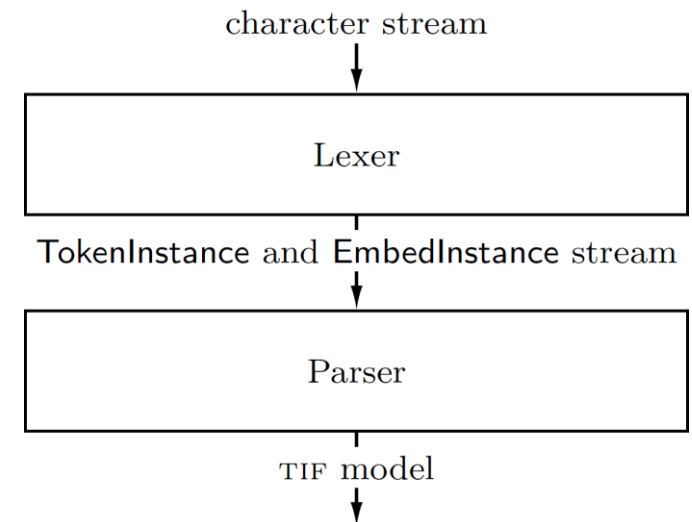 character stream
Lexer
TokenInstance and EmbedInstance stream
Parser
TIF model